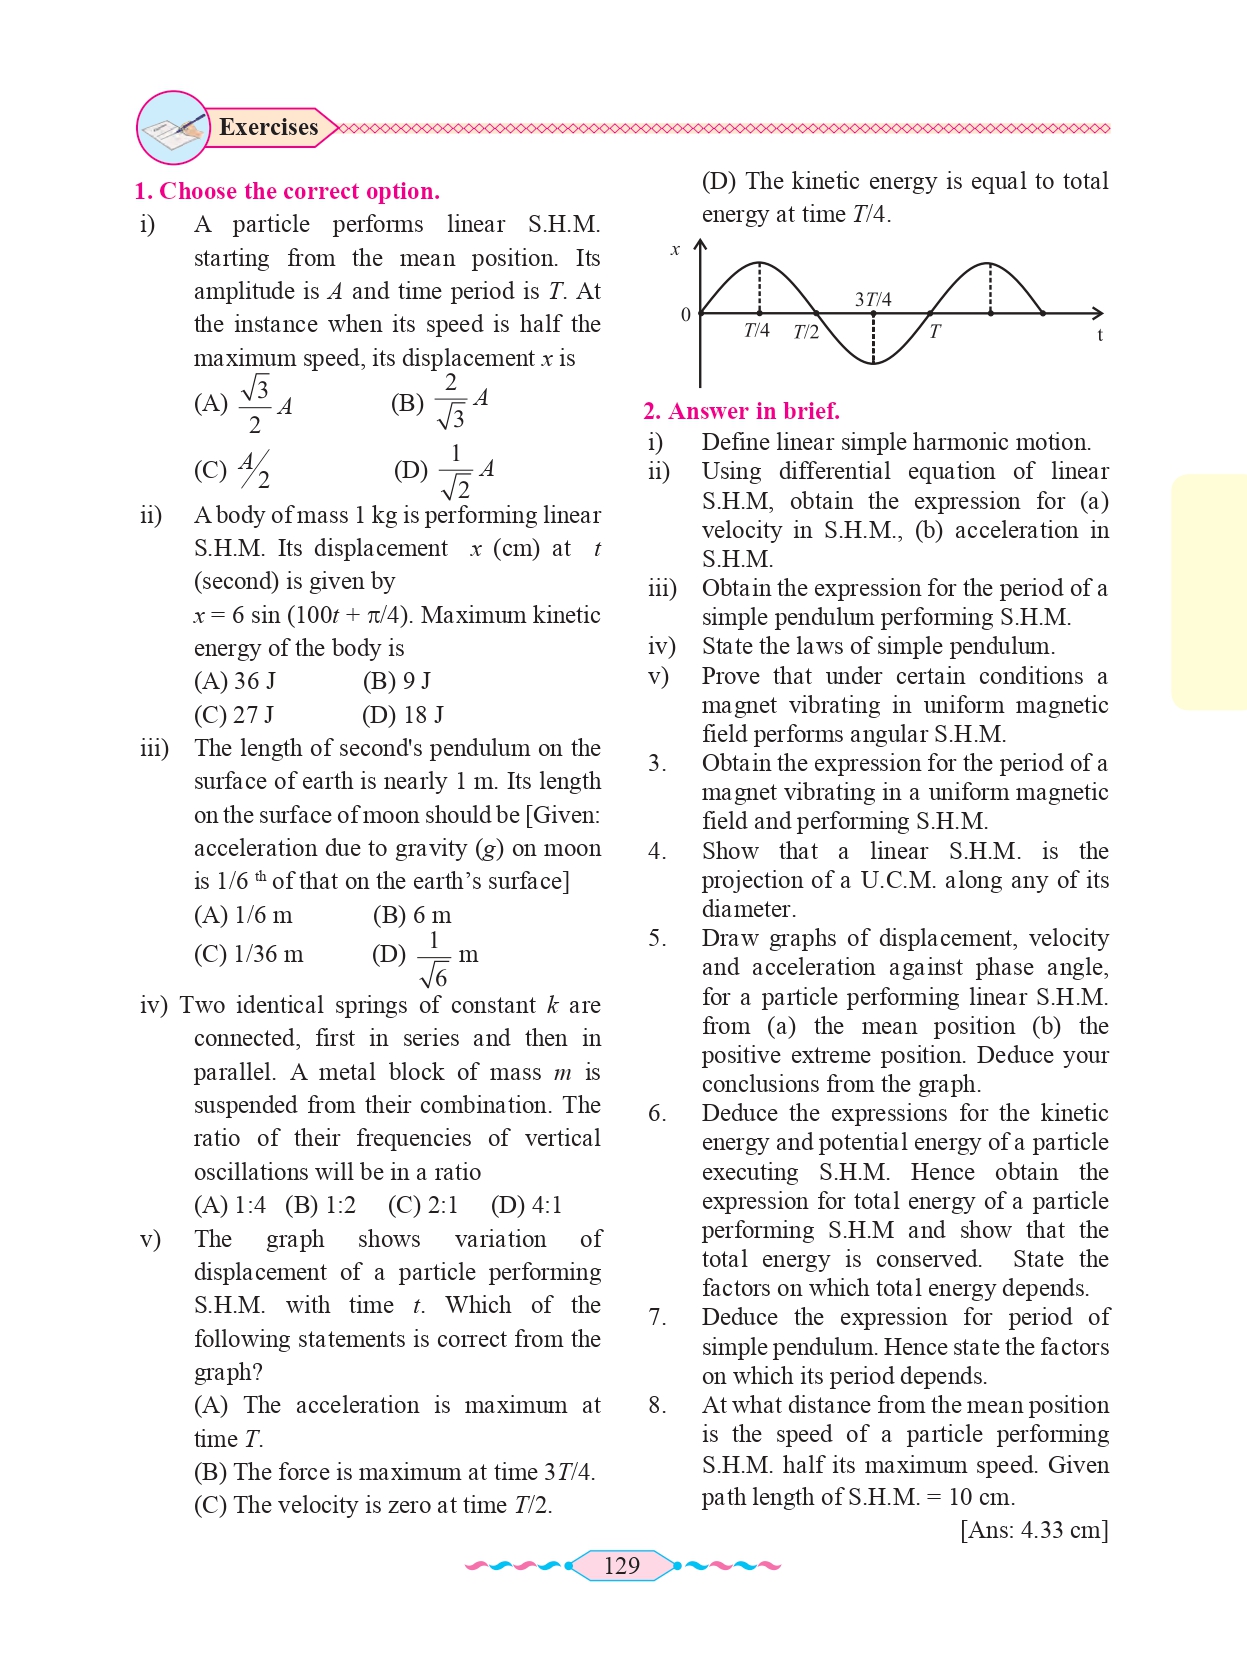 Exercises
1. Choose the correct option.
i) A particle performs linear S.H.M.
starting from the mean position. Its
amplitude is A and time period is T. At
the instance when its speed is half the
maximum speed, its displacement x is
(A) √3/2 A (B) 2/√3 A
(C) A/2 (D) 1/√2 A
ii) A body of mass 1 kg is performing linear
S.H.M. Its displacement x (cm) at t
(second) is given by
x = 6 sin (100t + π/4). Maximum kinetic
energy of the body is
(A) 36 J (B) 9 J
(C) 27 J (D) 18 J
iii) The length of second's pendulum on the
surface of earth is nearly 1 m. Its length
on the surface of moon should be [Given:
acceleration due to gravity (g) on moon
is 1/6 th of that on the earth’s surface]
(A) 1/6 m (B) 6 m
(C) 1/36 m (D) 1/√6 m
iv) Two identical springs of constant k are
connected, first in series and then in
parallel. A metal block of mass m is
suspended from their combination. The
ratio of their frequencies of vertical
oscillations will be in a ratio
(A) 1:4 (B) 1:2 (C) 2:1 (D) 4:1
v) The graph shows variation of
displacement of a particle performing
S.H.M. with time t. Which of the
following statements is correct from the
graph?
(A) The acceleration is maximum at
time T.
(B) The force is maximum at time 3T/4.
(C) The velocity is zero at time T/2.
(D) The kinetic energy is equal to total
energy at time T/4.
x
3T/4
0
T/4 T/2 T
t
2. Answer in brief.
i) Define linear simple harmonic motion.
ii) Using differential equation of linear
S.H.M, obtain the expression for (a)
velocity in S.H.M., (b) acceleration in
S.H.M.
iii) Obtain the expression for the period of a
simple pendulum performing S.H.M.
iv) State the laws of simple pendulum.
v) Prove that under certain conditions a
magnet vibrating in uniform magnetic
field performs angular S.H.M.
3. Obtain the expression for the period of a
magnet vibrating in a uniform magnetic
field and performing S.H.M.
4. Show that a linear S.H.M. is the
projection of a U.C.M. along any of its
diameter.
5. Draw graphs of displacement, velocity
and acceleration against phase angle,
for a particle performing linear S.H.M.
from (a) the mean position (b) the
positive extreme position. Deduce your
conclusions from the graph.
6. Deduce the expressions for the kinetic
energy and potential energy of a particle
executing S.H.M. Hence obtain the
expression for total energy of a particle
performing S.H.M and show that the
total energy is conserved. State the
factors on which total energy depends.
7. Deduce the expression for period of
simple pendulum. Hence state the factors
on which its period depends.
8. At what distance from the mean position
is the speed of a particle performing
S.H.M. half its maximum speed. Given
path length of S.H.M. = 10 cm.
[Ans: 4.33 cm]
129